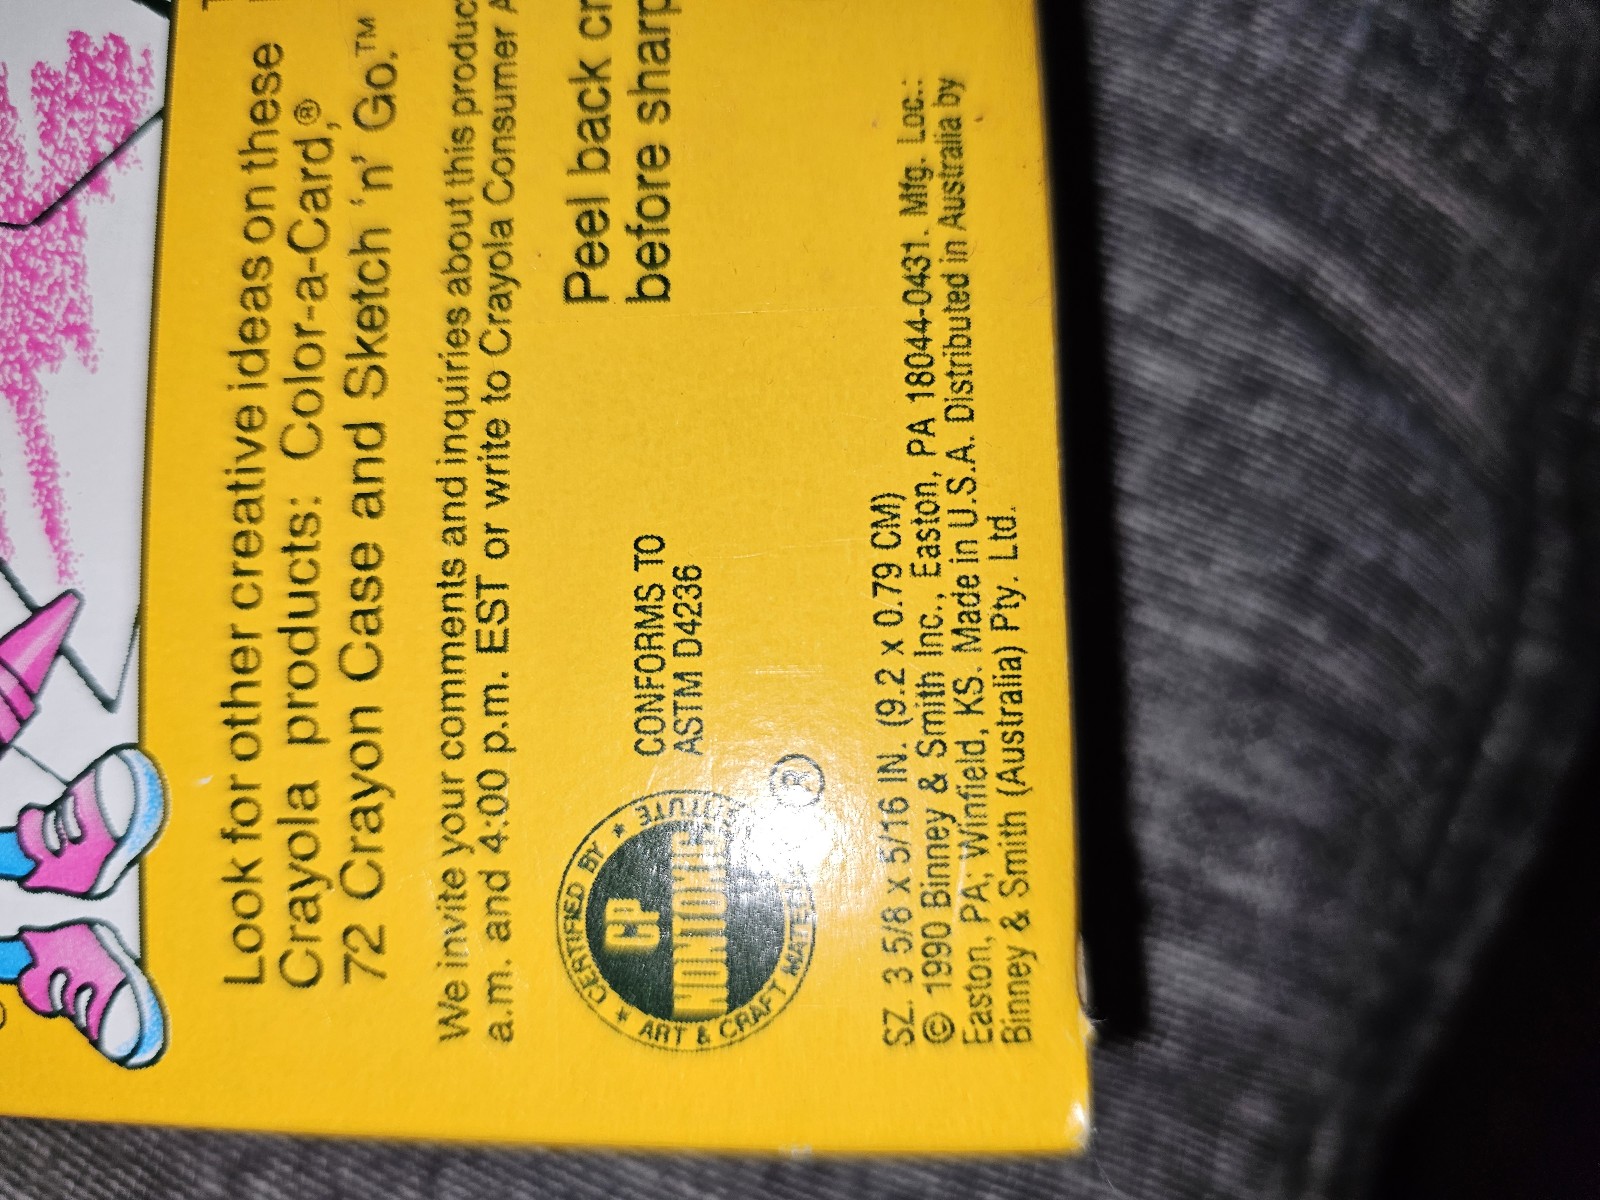 Look for other creative ideas on these
Crayola products: Color-a-Card,®
72 Crayon Case and Sketch 'n' Go.™
We invite your comments and inquiries about this
a.m. and 4:00 p.m. EST or write to Crayola Consumer
Peel back
before
CONFORMS TO
ASTM D4236
CERTIFIED BY ★ ART & CRAFT ★
CP
NONTOXIC
®
SZ. 3 5/8 x 5/16 IN. (9.2 x 0.79 CM)
© 1990 Binney & Smith Inc., Easton, PA 18044-0431. Mfg. Loc.:
Easton, PA; Winfield, KS. Made in U.S.A. Distributed in Australia by
Binney & Smith (Australia) Pty. Ltd.